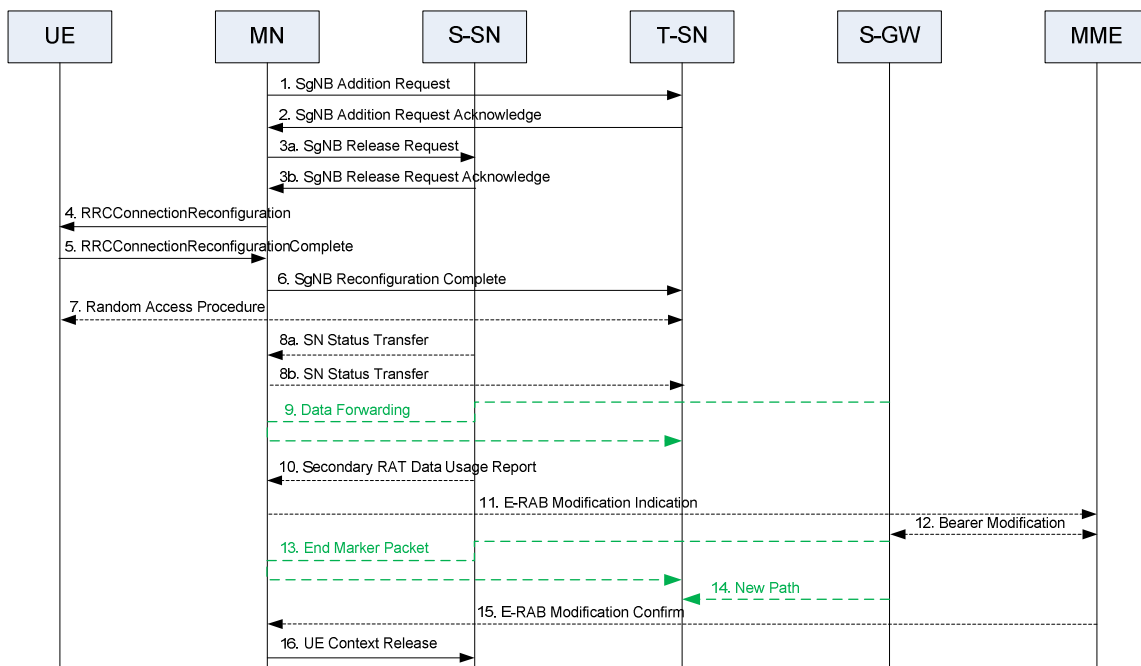 UE
MN
S-SN
T-SN
S-GW
MME
1. SgNB Addition Request
2. SgNB Addition Request Acknowledge
3a. SgNB Release Request
3b. SgNB Release Request Acknowledge
4. RRCConnectionReconfiguration
5. RRCConnectionReconfigurationComplete
6. SgNB Reconfiguration Complete
7. Random Access Procedure
8a. SN Status Transfer
8b. SN Status Transfer
9. Data Forwarding
10. Secondary RAT Data Usage Report
11. E-RAB Modification Indication
12. Bearer Modification
13. End Marker Packet
14. New Path
15. E-RAB Modification Confirm
16. UE Context Release